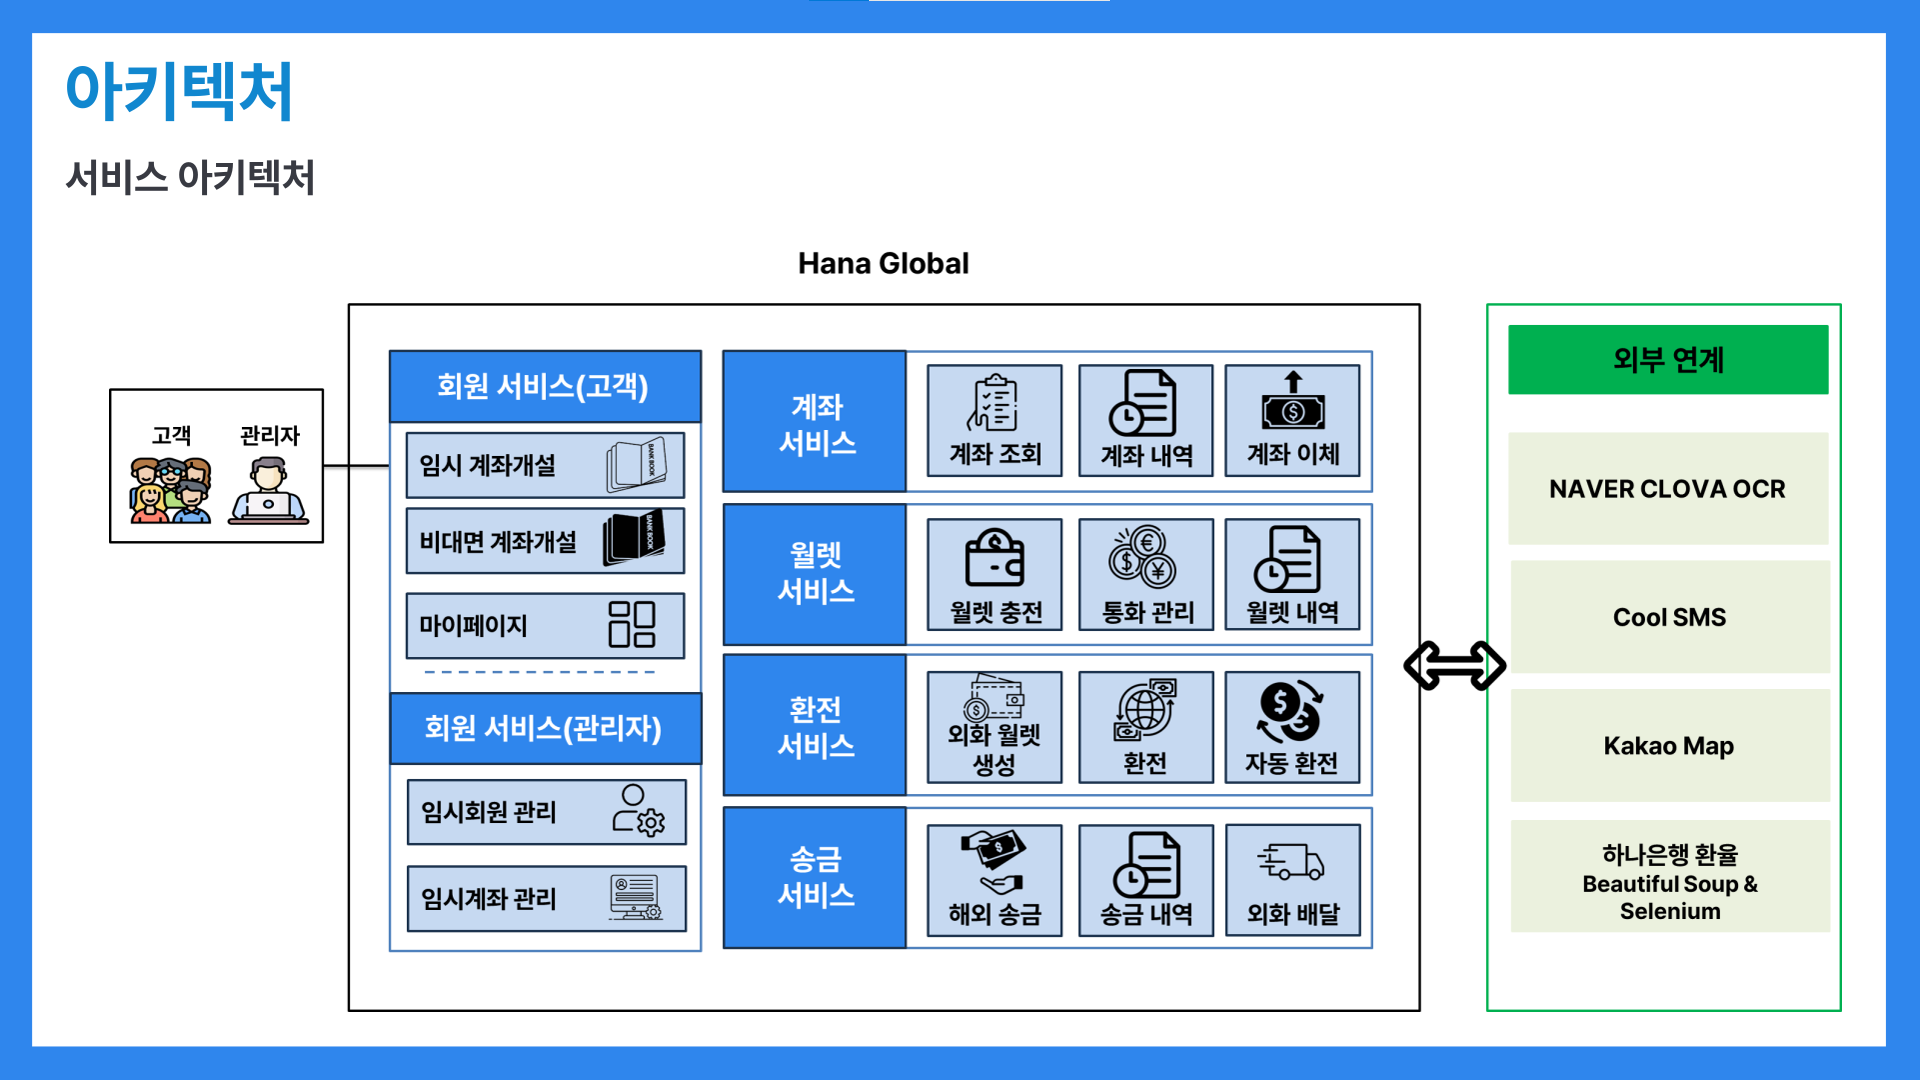 아키텍처
서비스 아키텍처
Hana Global
고객
관리자
회원 서비스(고객)
임시 계좌개설
BANK BOOK
비대면 계좌개설
BANK BOOK
마이페이지
회원 서비스(관리자)
임시회원 관리
임시계좌 관리
계좌
서비스
계좌 조회
계좌 내역
계좌 이체
월렛
서비스
월렛 충전
통화 관리
월렛 내역
환전
서비스
외화 월렛
생성
환전
자동 환전
송금
서비스
해외 송금
송금 내역
외화 배달
외부 연계
NAVER CLOVA OCR
Cool SMS
Kakao Map
하나은행 환율
Beautiful Soup &
Selenium